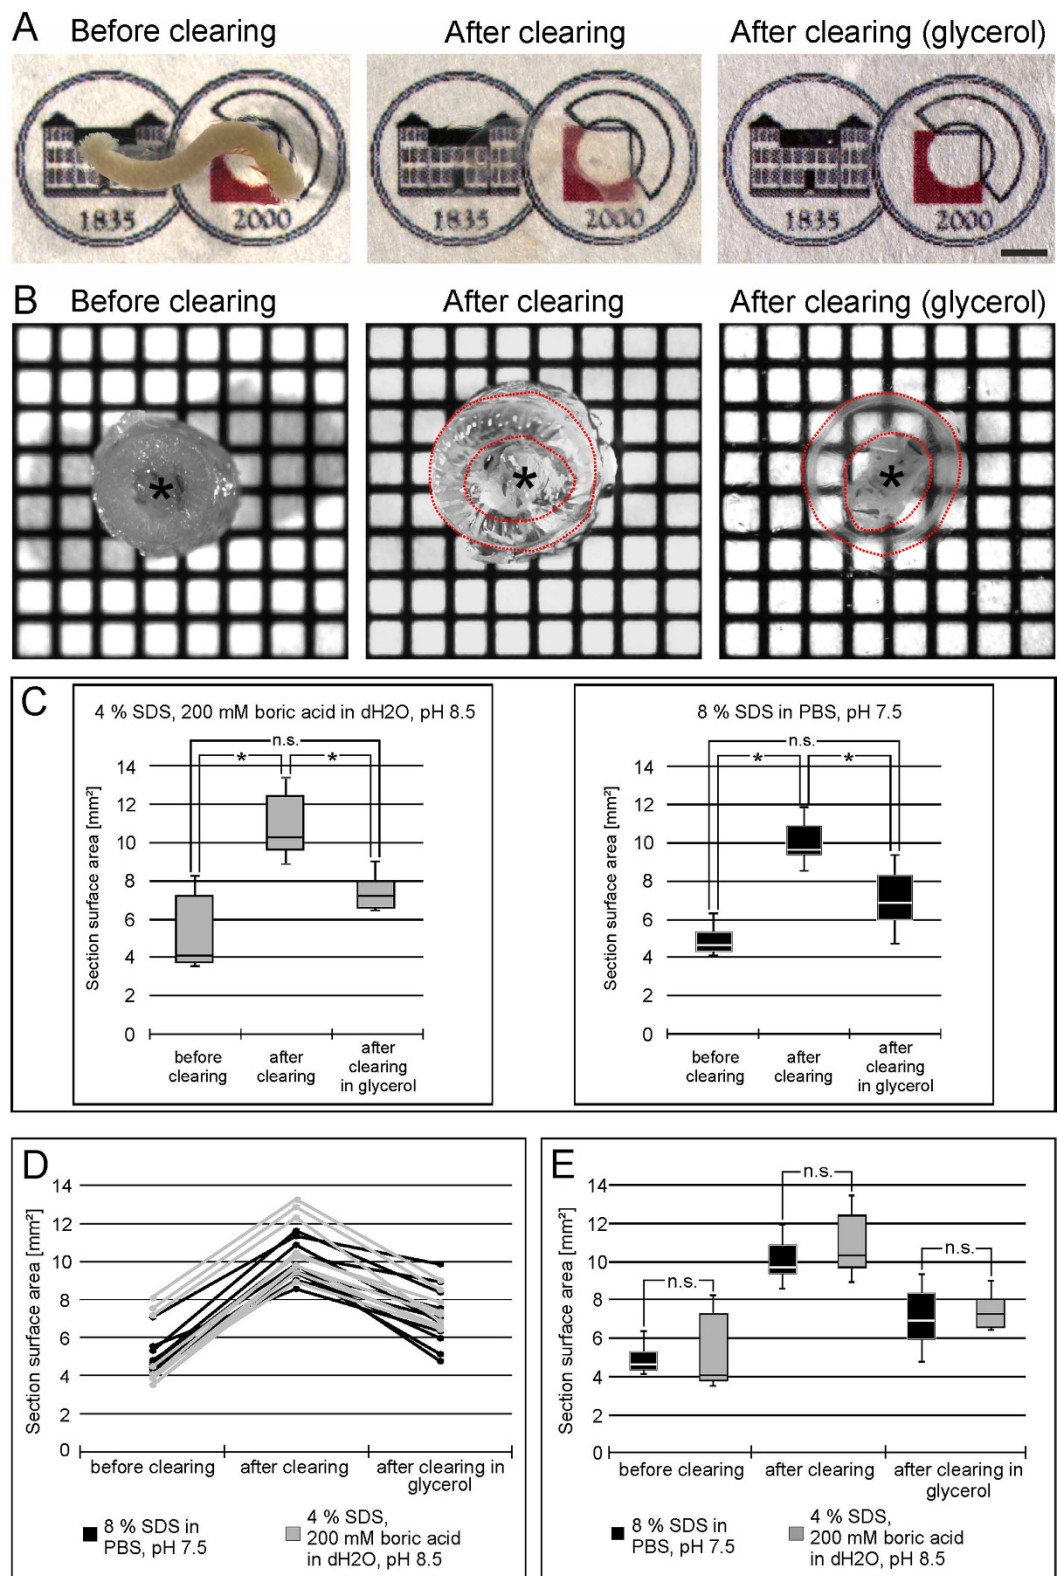 A
Before clearing
After clearing
After clearing (glycerol)
1835
2000
1835
2000
1835
2000
B
Before clearing
After clearing
After clearing (glycerol)
*
*
*
C
4 % SDS, 200 mM boric acid in dH2O, pH 8.5
n.s.
*
*
Section surface area [mm²]
14
12
10
8
6
4
2
0
before
clearing
after
clearing
after
clearing
in glycerol
8 % SDS in PBS, pH 7.5
n.s.
*
*
Section surface area [mm²]
14
12
10
8
6
4
2
0
before
clearing
after
clearing
after
clearing
in glycerol
D
Section surface area [mm²]
14
12
10
8
6
4
2
0
before clearing
after clearing
after clearing in
glycerol
8 % SDS in
PBS, pH 7.5
4 % SDS,
200 mM boric acid
in dH2O, pH 8.5
E
Section surface area [mm²]
14
12
10
8
6
4
2
0
n.s.
n.s.
n.s.
before clearing
after clearing
after clearing in
glycerol
8 % SDS in
PBS, pH 7.5
4 % SDS,
200 mM boric acid
in dH2O, pH 8.5